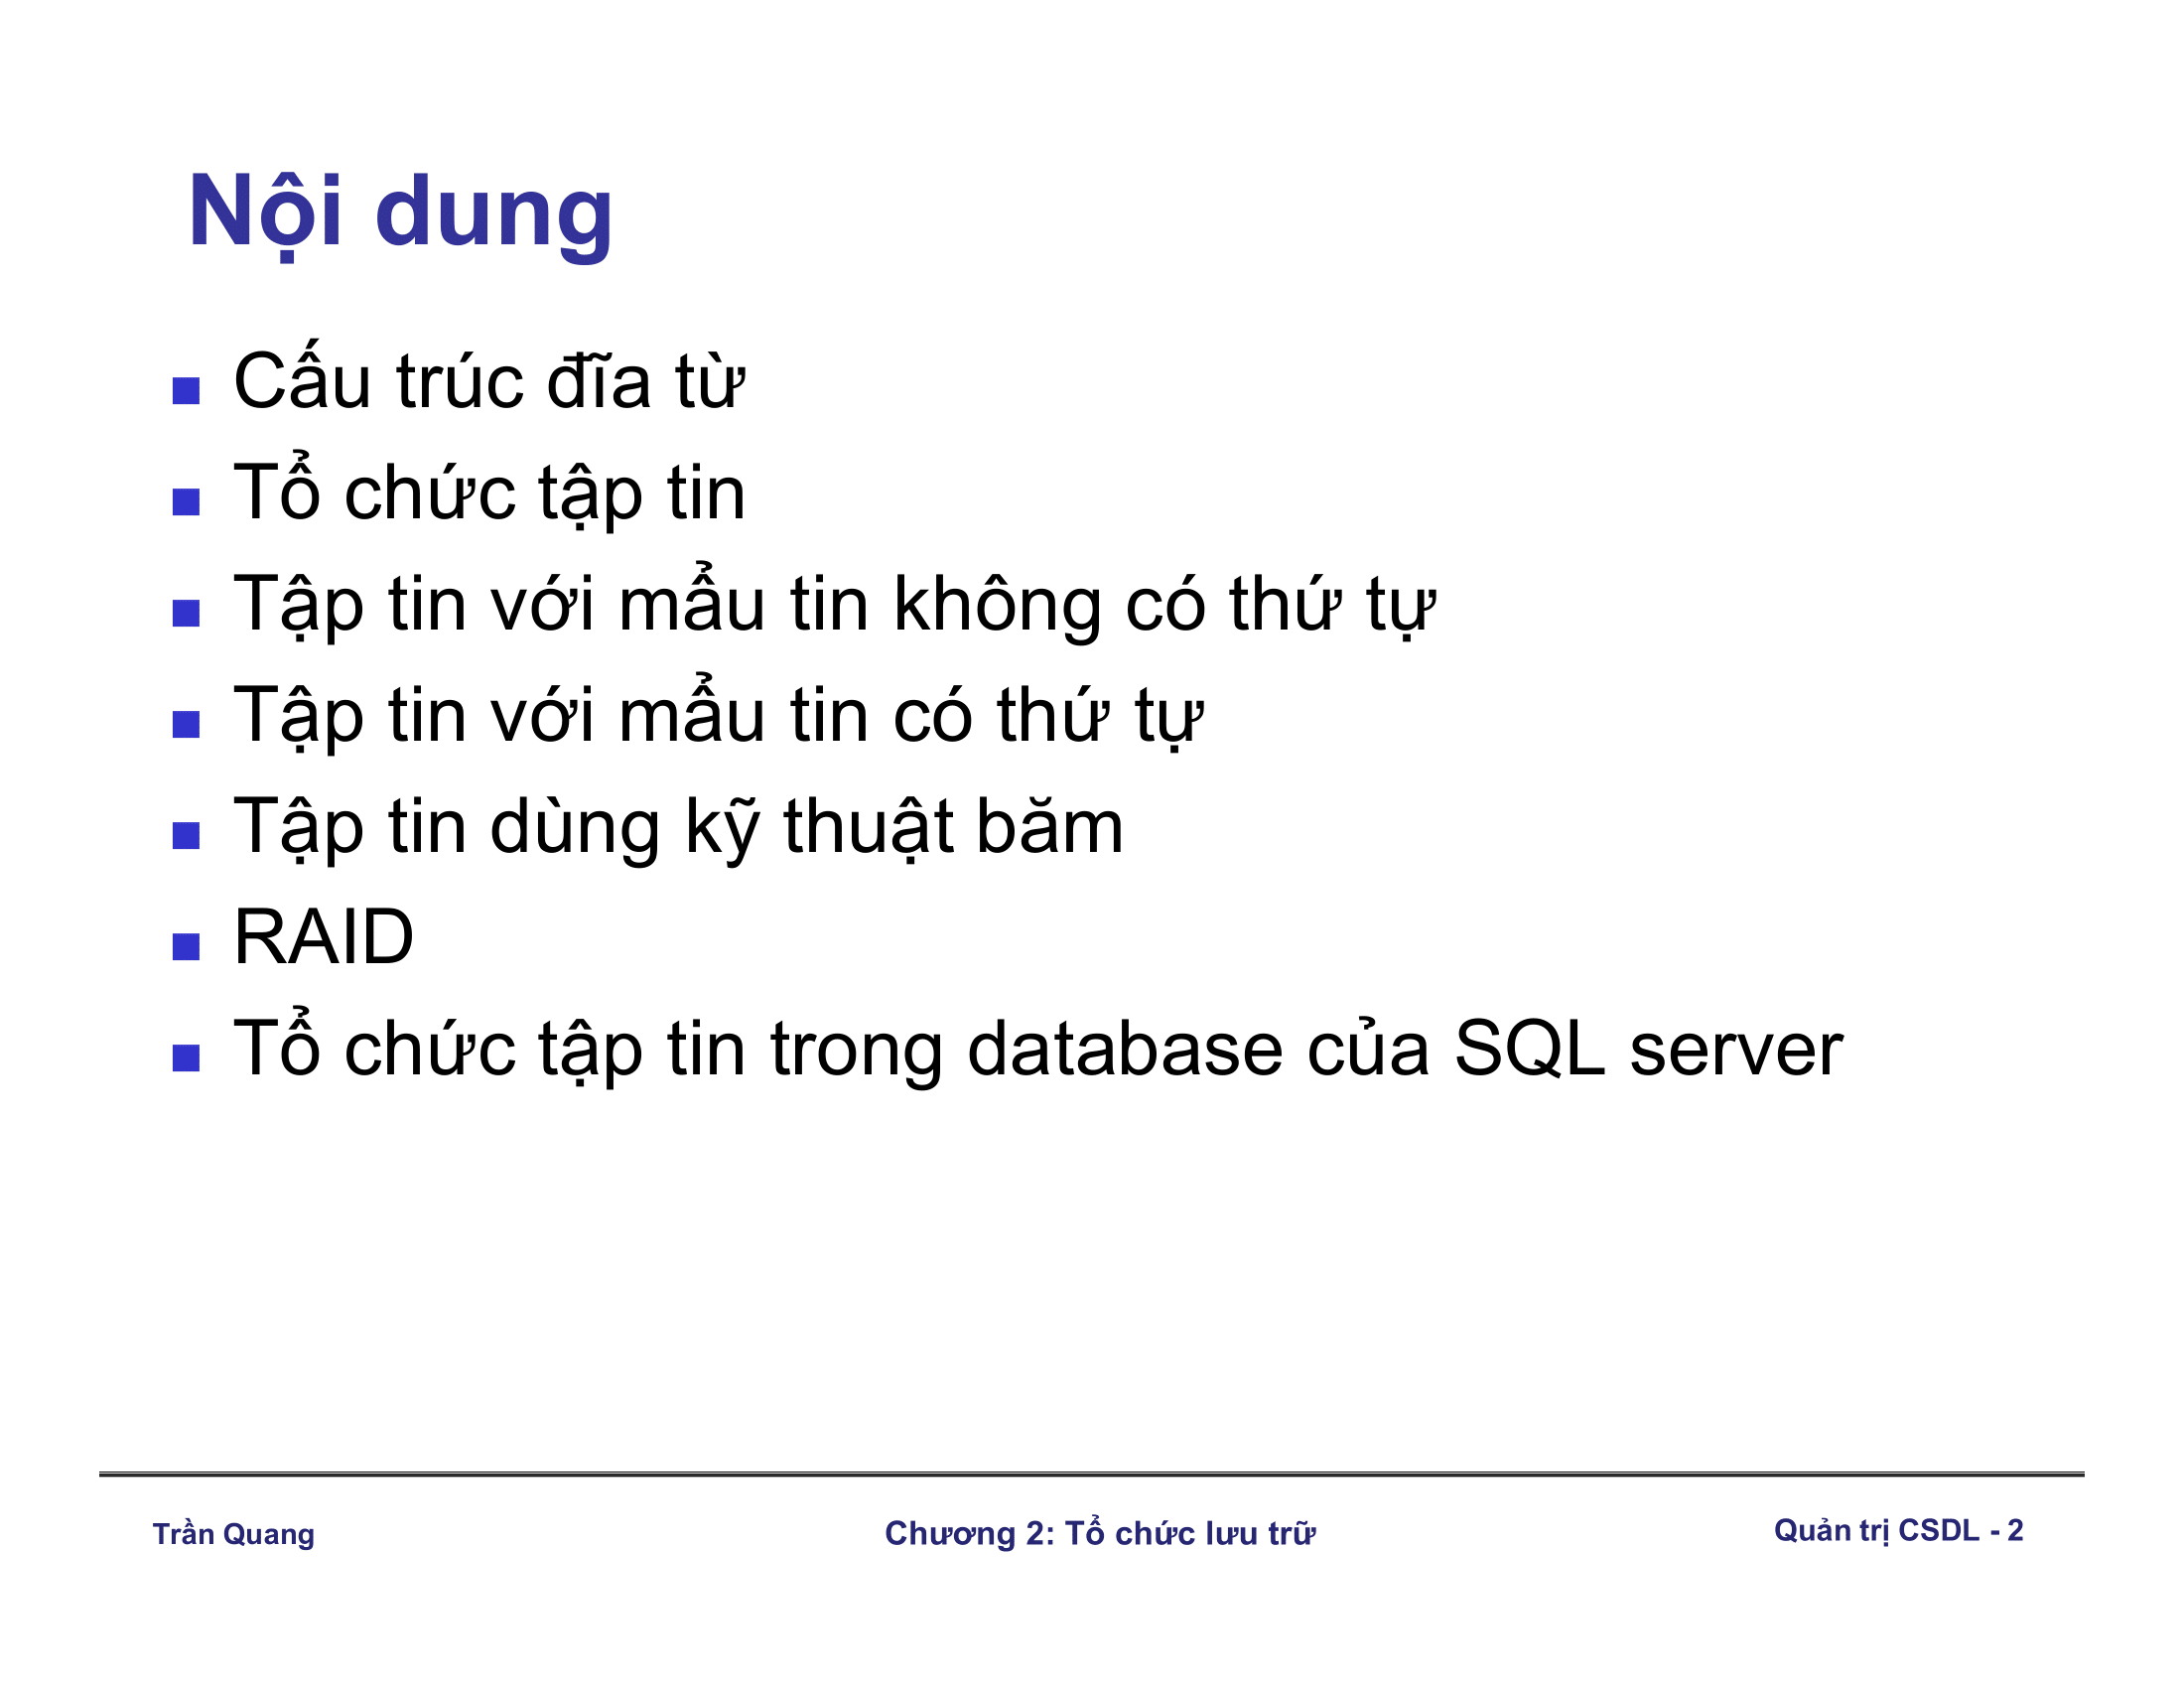 Nội dung
Cấu trúc đĩa từ
Tổ chức tập tin
Tập tin với mẩu tin không có thứ tự
Tập tin với mẩu tin có thứ tự
Tập tin dùng kỹ thuật băm
RAID
Tổ chức tập tin trong database của SQL server
Trần Quang
Chương 2: Tổ chức lưu trữ
Quản trị CSDL - 2